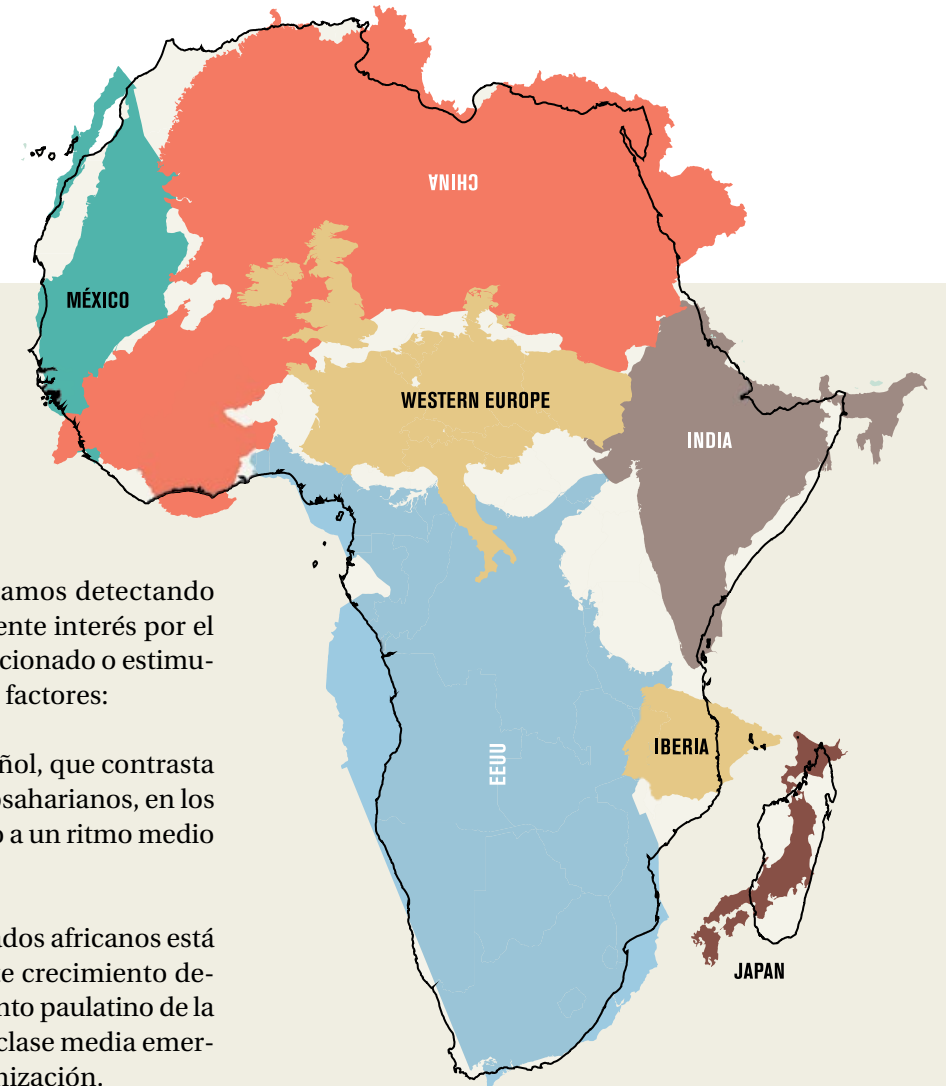 CHINA
MÉXICO
WESTERN EUROPE
INDIA
EEUU
IBERIA
JAPAN
amos detectando
ente interés por el
cionado o estimu-
factores:
ñol, que contrasta
osaharianos, en los
o a un ritmo medio
ados africanos está
te crecimiento de-
nto paulatino de la
clase media emer-
nización.